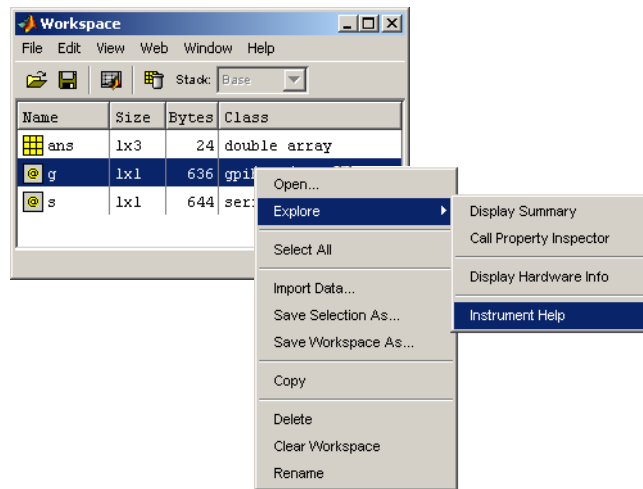 Workspace
File Edit View Web Window Help
Stack: Base
Name Size Bytes Class
ans 1x3 24 double array
g 1x1 636
s 1x1 644
Open...
Explore
Select All
Import Data...
Save Selection As...
Save Workspace As...
Copy
Delete
Clear Workspace
Rename
Display Summary
Call Property Inspector
Display Hardware Info
Instrument Help